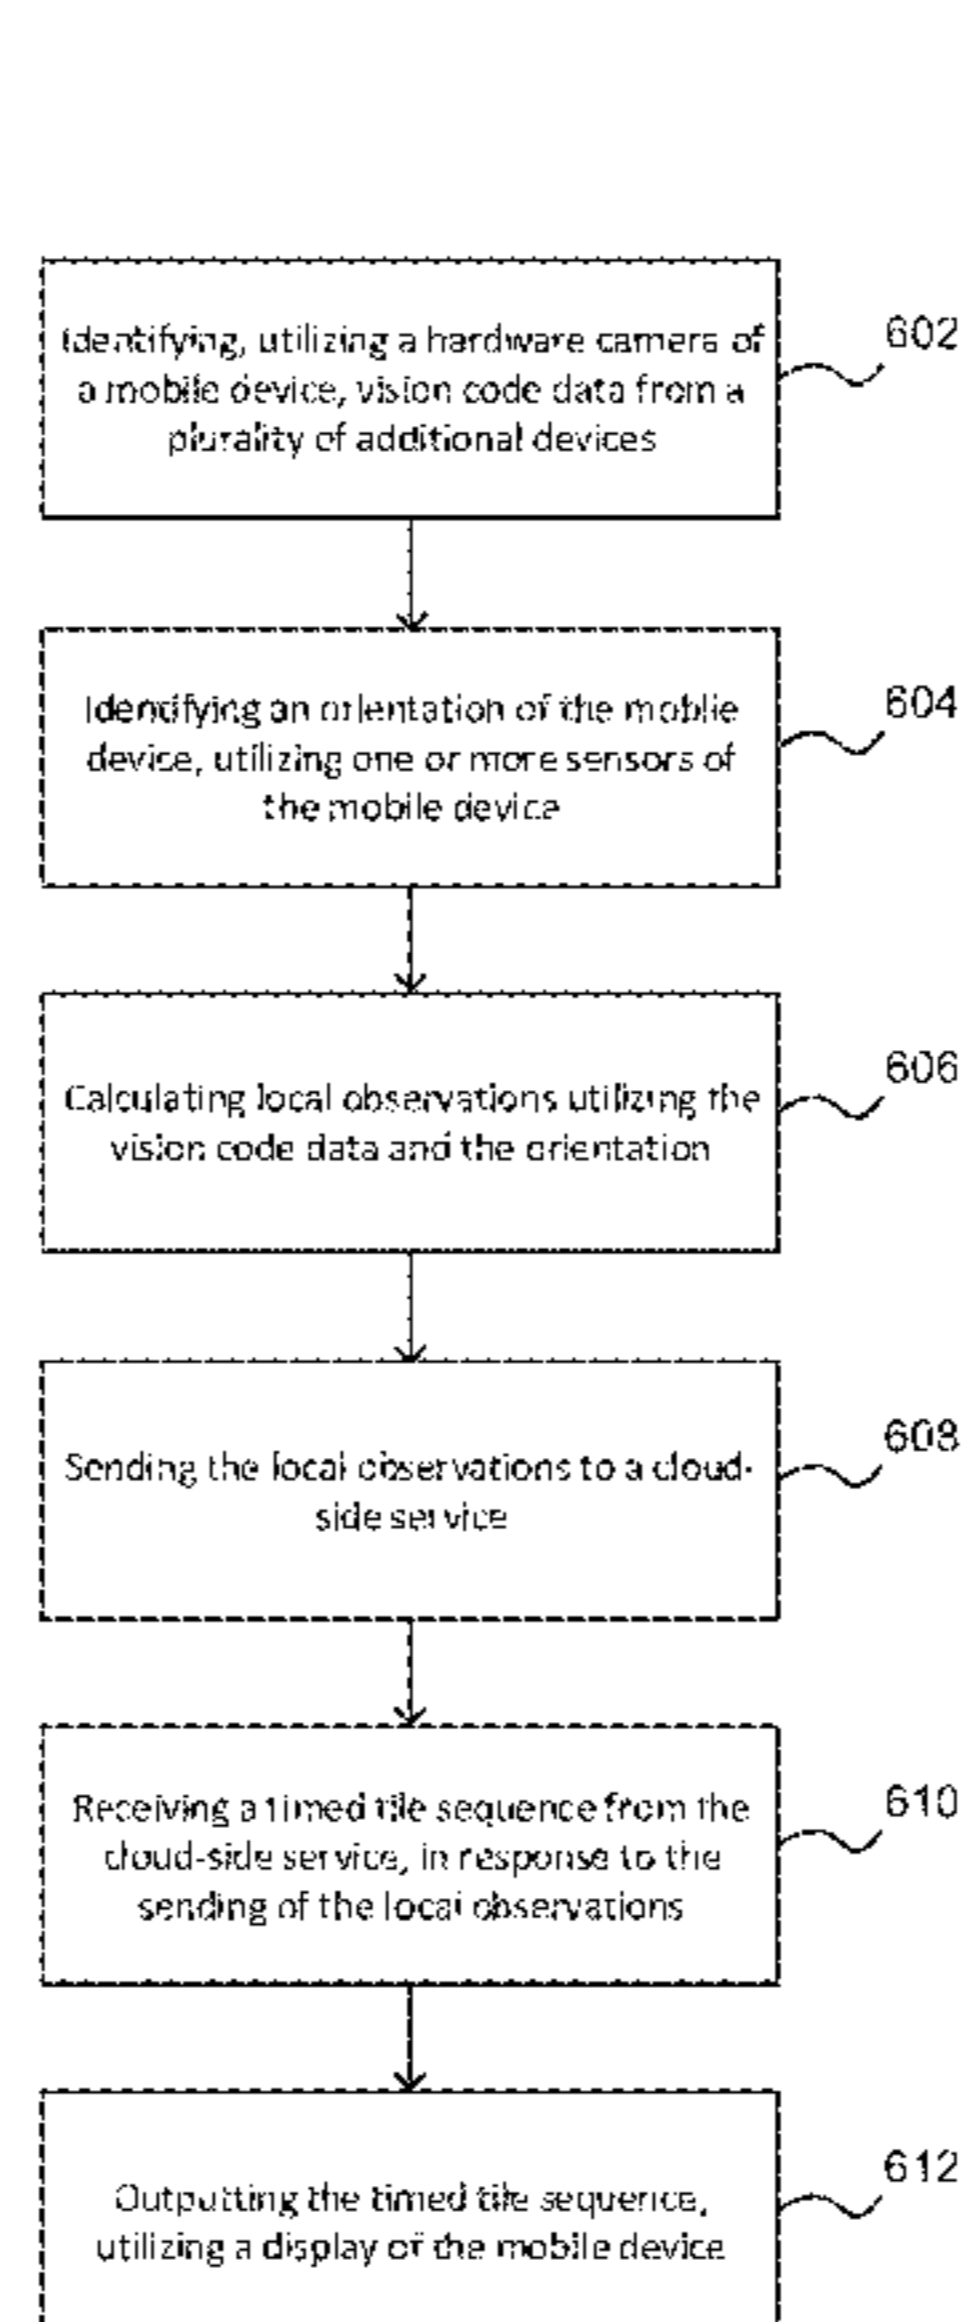 Identifying, utilizing a hardware camera of
a mobile device, vision code data from a
plurality of additional devices
602
Identifying an orientation of the mobile
device, utilizing one or more sensors of
the mobile device
604
Calculating local observations utilizing the
vision code data and the orientation
606
Sending the local observations to a cloud-
side service
608
Receiving a timed tile sequence from the
cloud-side service, in response to the
sending of the local observations
610
Outputting the timed tile sequence,
utilizing a display of the mobile device
612